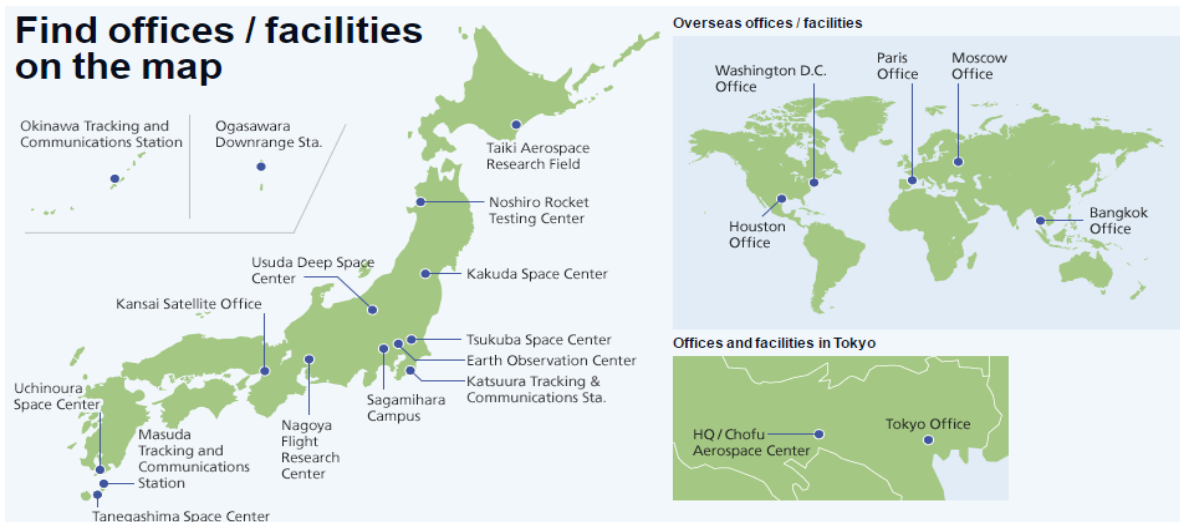 Find offices / facilities
on the map
Okinawa Tracking and
Communications Station
Ogasawara
Downrange Sta.
Taiki Aerospace
Research Field
Noshiro Rocket
Testing Center
Usuda Deep Space
Center
Kakuda Space Center
Kansai Satellite Office
Tsukuba Space Center
Earth Observation Center
Katsuura Tracking &
Communications Sta.
Uchinoura
Space Center
Sagamihara
Campus
Nagoya
Flight
Research
Center
Masuda
Tracking and
Communications
Station
Tanegashima Space Center
Overseas offices / facilities
Washington D.C.
Office
Paris
Office
Moscow
Office
Houston
Office
Bangkok
Office
Offices and facilities in Tokyo
HQ / Chofu
Aerospace Center
Tokyo Office